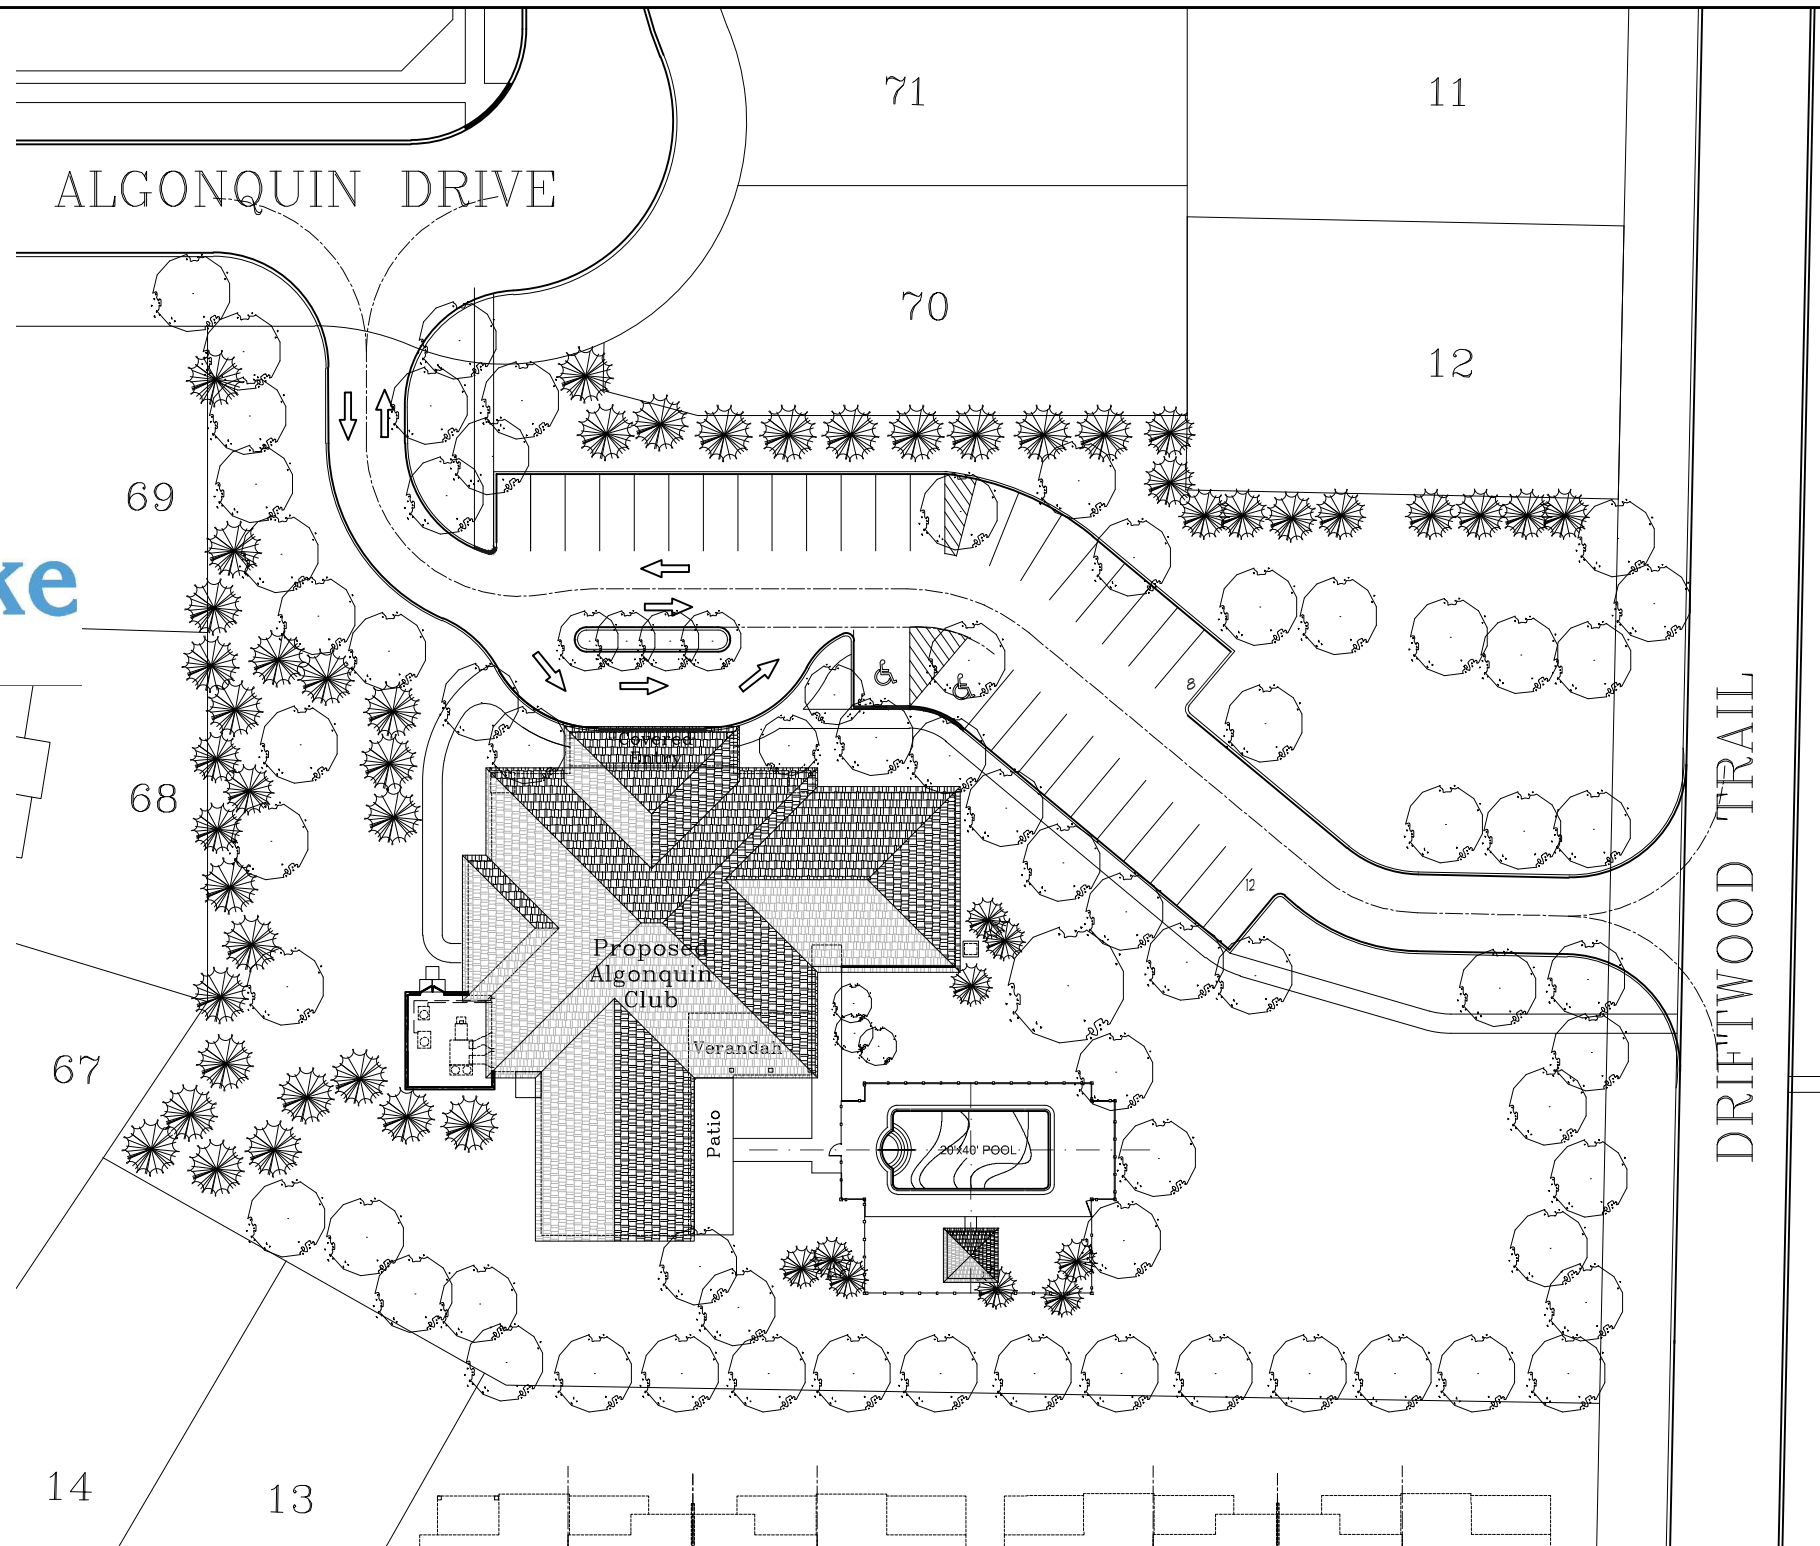 71
11
ALGONQUIN DRIVE
70
12
69
ke
8
68
Covered
Entry
12
DRIFTWOOD TRAIL
Proposed
Algonquin
Club
Verandah
67
Patio
20'x40' POOL
14
13